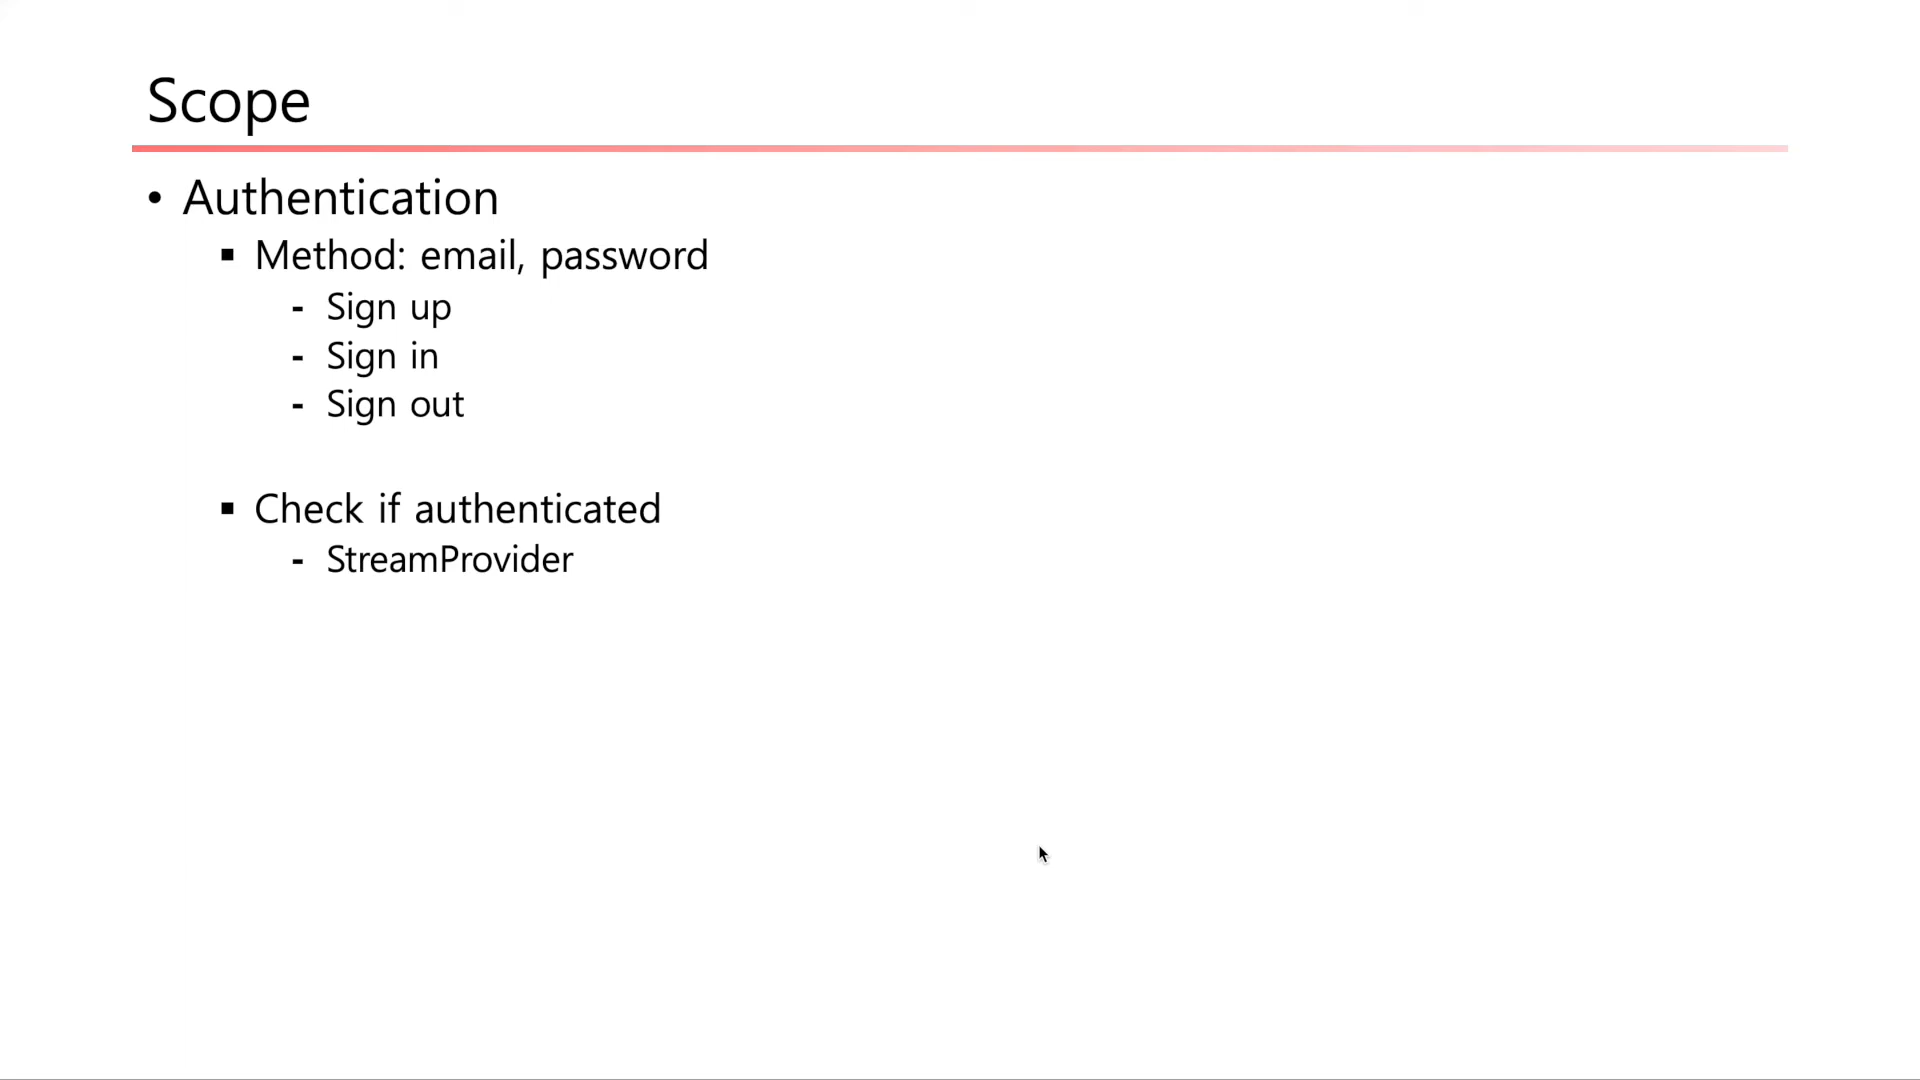 Scope
• Authentication
▪ Method: email, password
- Sign up
- Sign in
- Sign out
▪ Check if authenticated
- StreamProvider